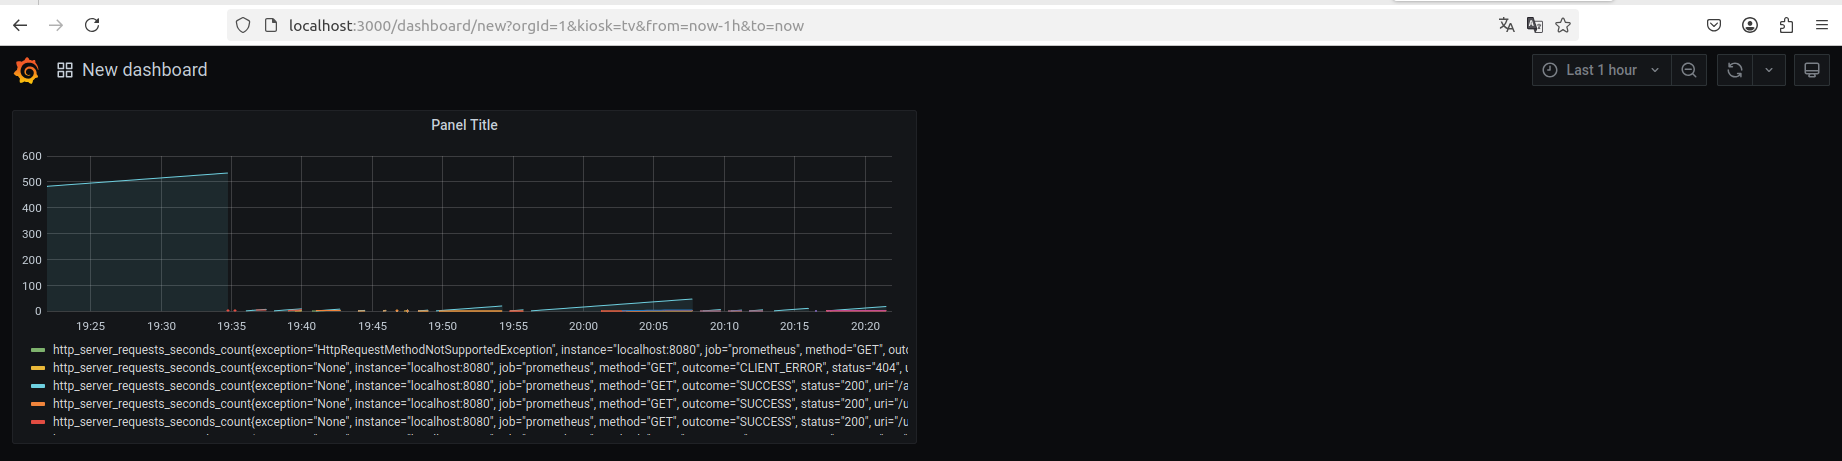 localhost:3000/dashboard/new?orgId=1&kiosk=tv&from=now-1h&to=now
New dashboard
Last 1 hour
Panel Title
600
500
400
300
200
100
0
19:25 19:30 19:35 19:40 19:45 19:50 19:55 20:00 20:05 20:10 20:15 20:20
http_server_requests_seconds_count{exception="HttpRequestMethodNotSupportedException", instance="localhost:8080", job="prometheus", method="GET",
http_server_requests_seconds_count{exception="None", instance="localhost:8080", job="prometheus", method="GET", outcome="CLIENT_ERROR", status="404",
http_server_requests_seconds_count{exception="None", instance="localhost:8080", job="prometheus", method="GET", outcome="SUCCESS", status="200", uri="/a
http_server_requests_seconds_count{exception="None", instance="localhost:8080", job="prometheus", method="GET", outcome="SUCCESS", status="200", uri="/u
http_server_requests_seconds_count{exception="None", instance="localhost:8080", job="prometheus", method="GET", outcome="SUCCESS", status="200", uri="/u